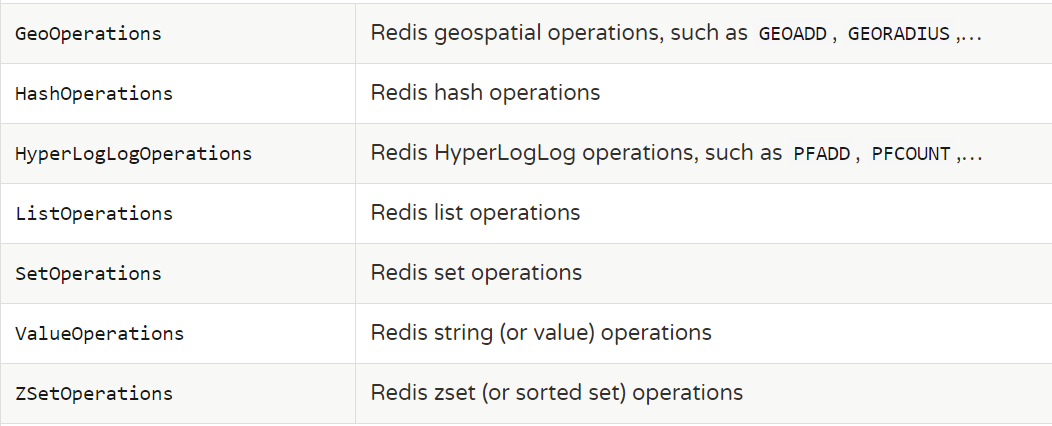 GeoOperations Redis geospatial operations, such as GEOADD, GEORADIUS,…
HashOperations Redis hash operations
HyperLogLogOperations Redis HyperLogLog operations, such as PFADD, PFCOUNT,…
ListOperations Redis list operations
SetOperations Redis set operations
ValueOperations Redis string (or value) operations
ZSetOperations Redis zset (or sorted set) operations